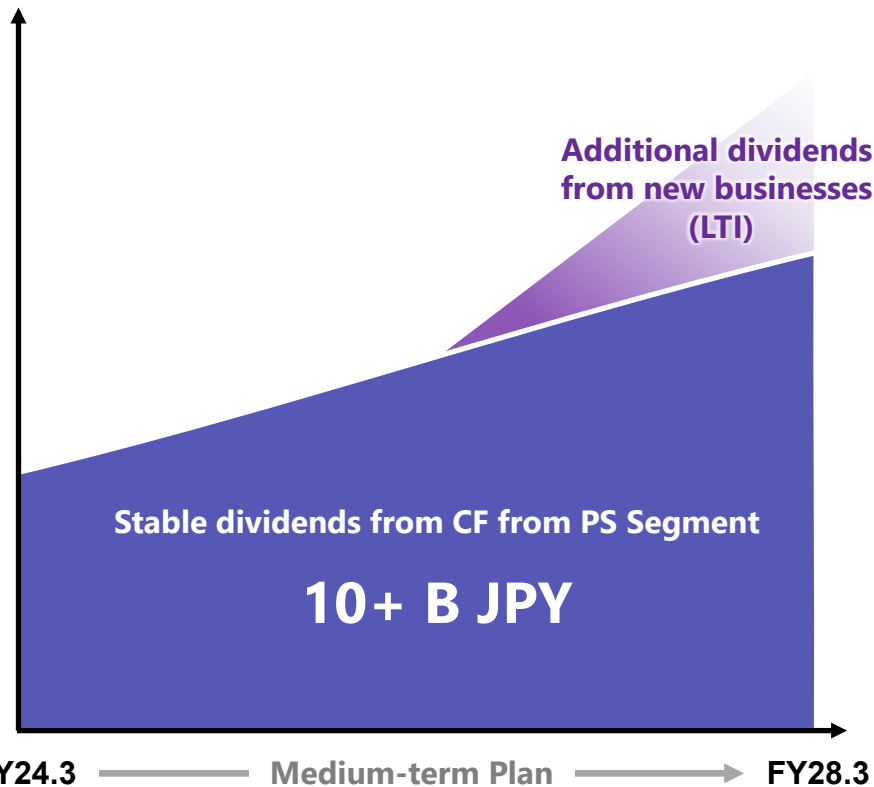 Additional dividends
from new businesses
(LTI)
Stable dividends from CF from PS Segment
10+ B JPY
Y24.3
Medium-term Plan
FY28.3